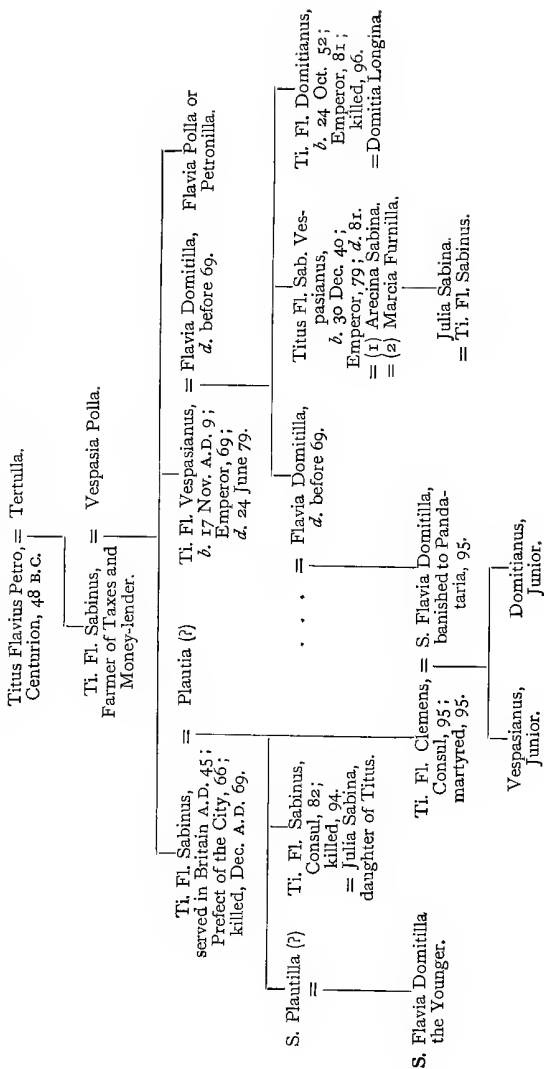 Titus Flavius Petro, = Tertulla.
Centurion, 48 B.C.
Ti. Fl. Sabinus, = Vespasia Polla.
Farmer of Taxes and
Money-lender.
Ti. Fl. Sabinus, = Plautia (?)
served in Britain A.D. 45;
Prefect of the City, 66;
killed, Dec. A.D. 69.
Ti. Fl. Vespasianus, = Flavia Domitilla,
b. 17 Nov. A.D. 9; d. before 69.
Emperor, 69;
d. 24 June 79.
Flavia Polla or
Petronilla.
S. Plautilla (?)
=
Ti. Fl. Sabinus,
Consul, 82;
killed, 94.
= Julia Sabina,
daughter of Titus.
. . . = Flavia Domitilla,
d. before 69.
Titus Fl. Sab. Ves-
pasianus,
b. 30 Dec. 40;
Emperor, 79; d. 81.
= (1) Arecina Sabina.
= (2) Marcia Furnilla.
Ti. Fl. Domitianus,
b. 24 Oct. 52;
Emperor, 81;
killed, 96.
= Domitia Longina.
S. Flavia Domitilla
the Younger.
Ti. Fl. Clemens, = S. Flavia Domitilla,
Consul, 95; banished to Panda-
martyred, 95. taria, 95.
Julia Sabina.
= Ti. Fl. Sabinus.
Vespasianus,
Junior.
Domitianus,
Junior.